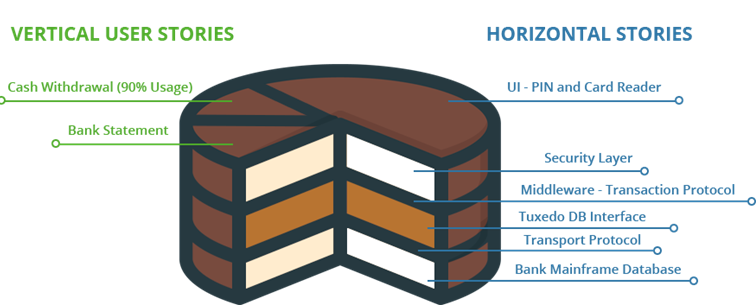 VERTICAL USER STORIES
HORIZONTAL STORIES
Cash Withdrawal (90% Usage)
UI - PIN and Card Reader
Bank Statement
Security Layer
Middleware - Transaction Protocol
Tuxedo DB Interface
Transport Protocol
Bank Mainframe Database